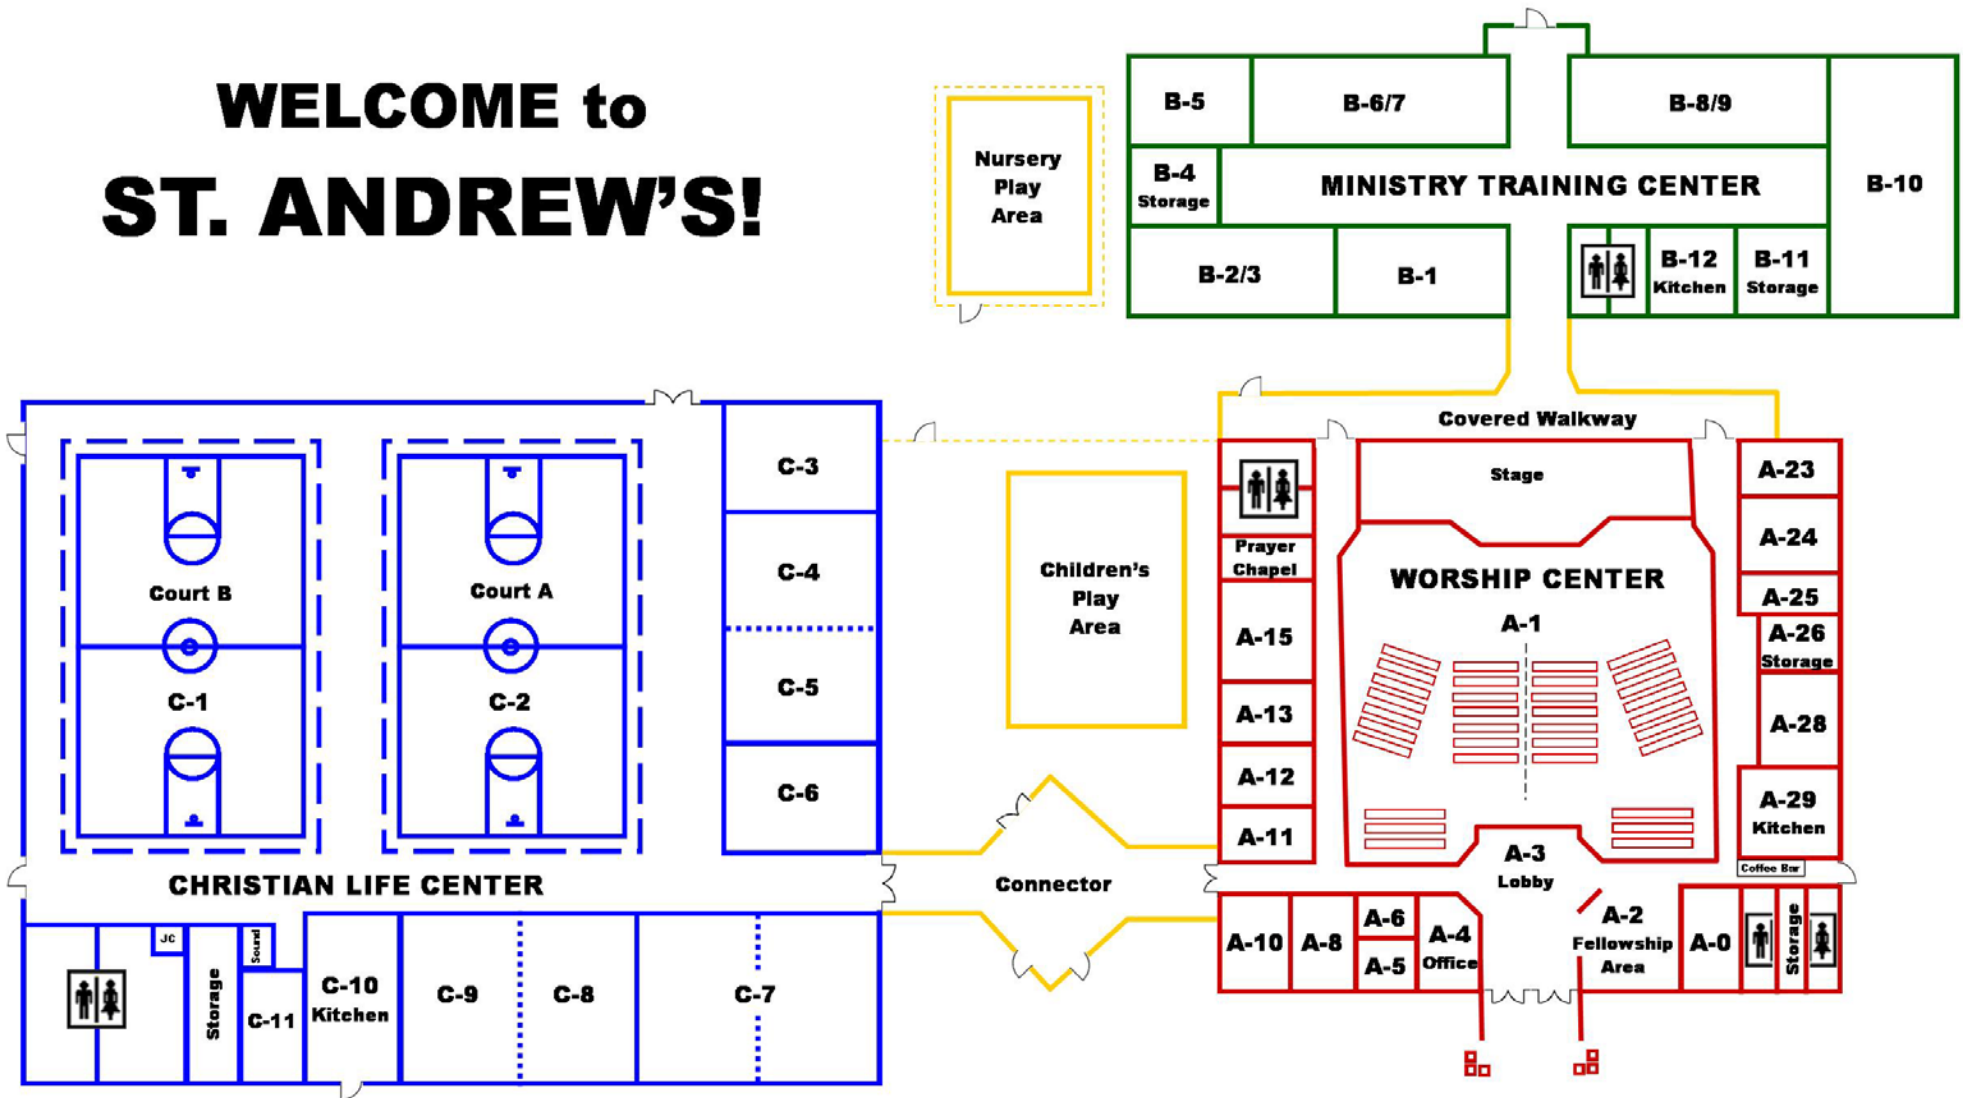 WELCOME to
ST. ANDREW'S!
Nursery
Play
Area
B-5
B-6/7
B-8/9
B-4
Storage
MINISTRY TRAINING CENTER
B-10
B-2/3
B-1
B-12
Kitchen
B-11
Storage
Covered Walkway
C-3
C-4
C-5
C-6
Court B
C-1
Court A
C-2
CHRISTIAN LIFE CENTER
JC
Storage
Sound
C-11
C-10
Kitchen
C-9
C-8
C-7
Children's
Play
Area
Connector
Prayer
Chapel
A-15
A-13
A-12
A-11
Stage
WORSHIP CENTER
A-1
A-23
A-24
A-25
A-26
Storage
A-28
A-29
Kitchen
Coffee Bar
A-3
Lobby
A-10
A-8
A-6
A-5
A-4
Office
A-2
Fellowship
Area
A-0
Storage